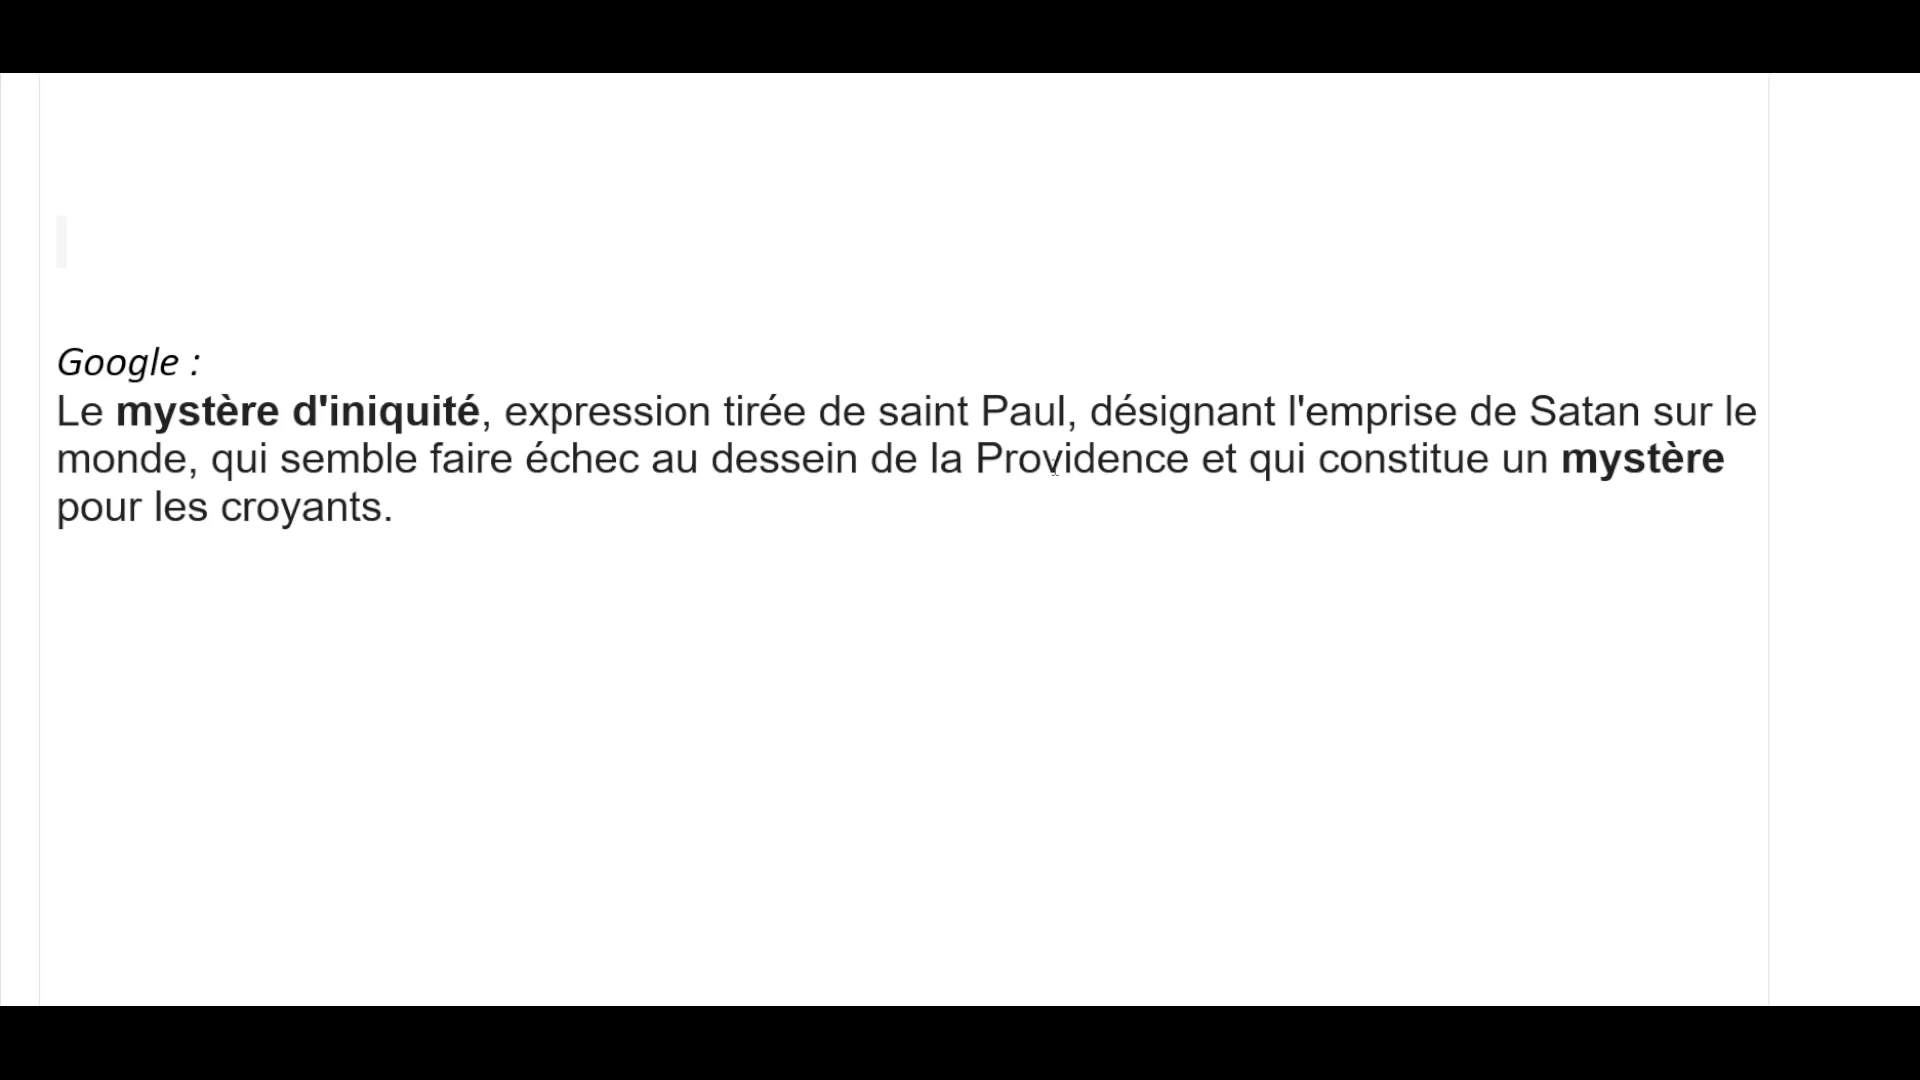 Google :
Le mystère d'iniquité, expression tirée de saint Paul, désignant l'emprise de Satan sur le
monde, qui semble faire échec au dessein de la Providence et qui constitue un mystère
pour les croyants.